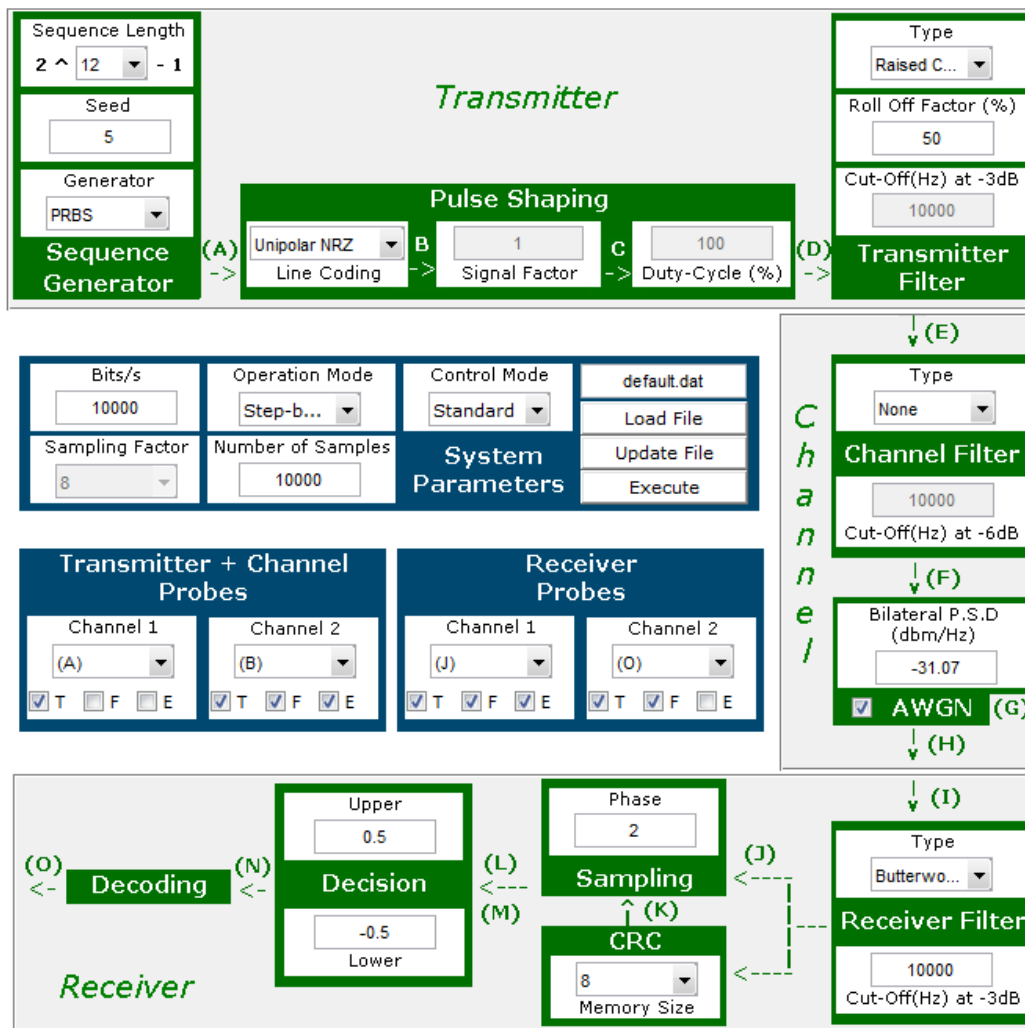 Sequence Length
2 ^ 12 - 1
Seed
5
Generator
PRBS
Sequence
Generator
Transmitter
(A)
->
Pulse Shaping
Unipolar NRZ
Line Coding
B
->
1
Signal Factor
C
->
100
Duty-Cycle (%)
(D)
->
Type
Raised C...
Roll Off Factor (%)
50
Cut-Off(Hz) at -3dB
10000
Transmitter
Filter
(E)
Bits/s
10000
Operation Mode
Step-b...
Control Mode
Standard
default.dat
Load File
Update File
Execute
Sampling Factor
8
Number of Samples
10000
System
Parameters
Channel
Type
None
Channel Filter
10000
Cut-Off(Hz) at -6dB
(F)
Bilateral P.S.D
(dbm/Hz)
-31.07
AWGN
(G)
(H)
Transmitter + Channel
Probes
Channel 1
(A)
T F E
Channel 2
(B)
T F E
Receiver
Probes
Channel 1
(J)
T F E
Channel 2
(O)
T F E
(I)
Type
Butterwo...
Receiver Filter
10000
Cut-Off(Hz) at -3dB
(J)
Phase
2
Sampling
(K)
CRC
8
Memory Size
(L)
(M)
Upper
0.5
Decision
-0.5
Lower
(N)
<-
Decoding
(O)
<-
Receiver